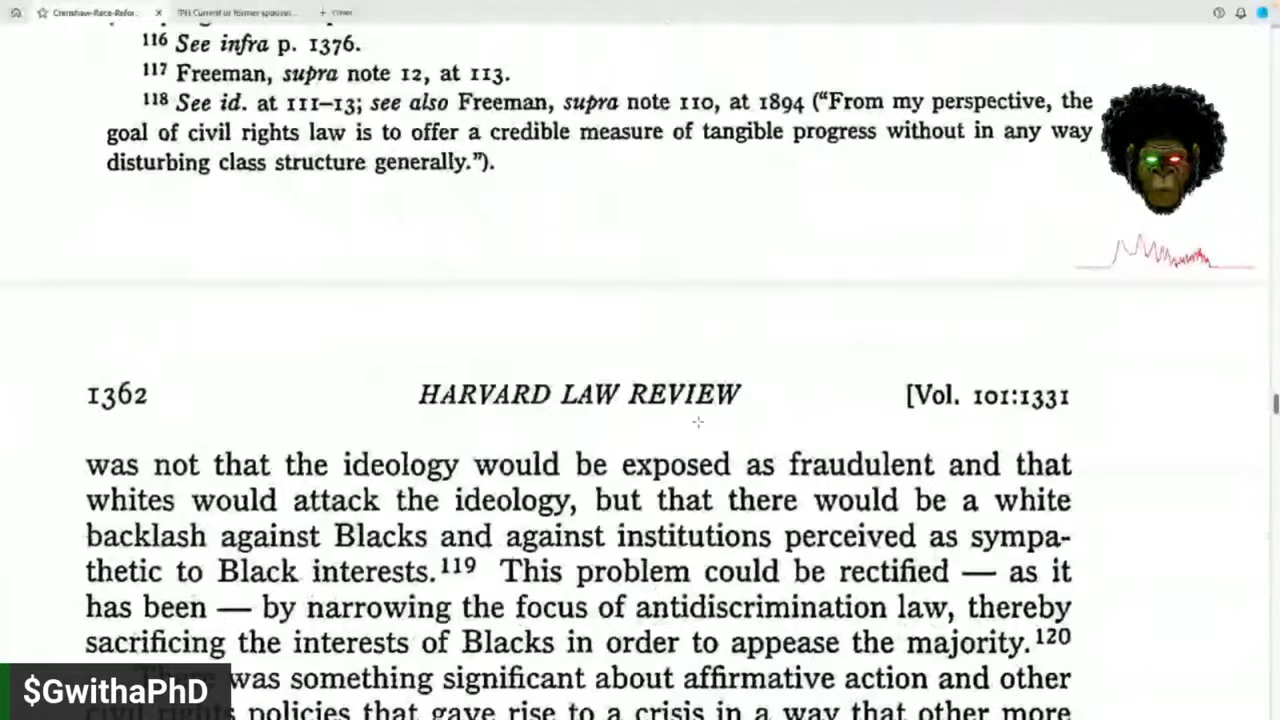 Crenshaw-Race-Refor...
116 See infra p. 1376.
117 Freeman, supra note 12, at 113.
118 See id. at 111–13; see also Freeman, supra note 110, at 1894 (“From my perspective, the
goal of civil rights law is to offer a credible measure of tangible progress without in any way
disturbing class structure generally.”).
1362 HARVARD LAW REVIEW [Vol. 101:1331
was not that the ideology would be exposed as fraudulent and that
whites would attack the ideology, but that there would be a white
backlash against Blacks and against institutions perceived as sympa-
thetic to Black interests.119 This problem could be rectified — as it
has been — by narrowing the focus of antidiscrimination law, thereby
sacrificing the interests of Blacks in order to appease the majority.120
There was something significant about affirmative action and other
civil rights policies that gave rise to a crisis in a way that other more
$GwithaPhD